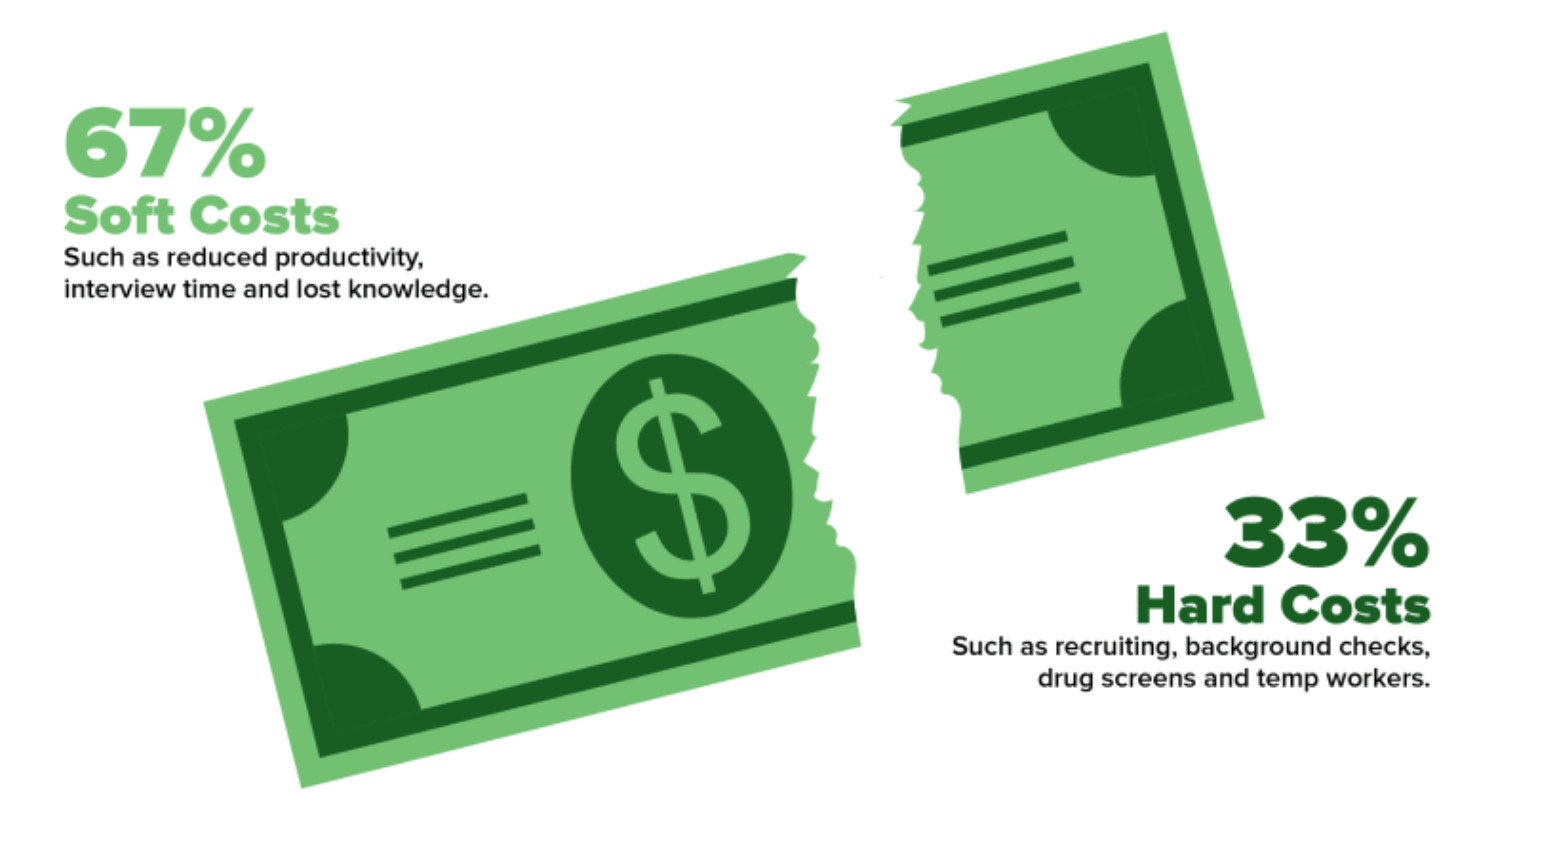 67%
Soft Costs
Such as reduced productivity,
interview time and lost knowledge.
$
33%
Hard Costs
Such as recruiting, background checks,
drug screens and temp workers.